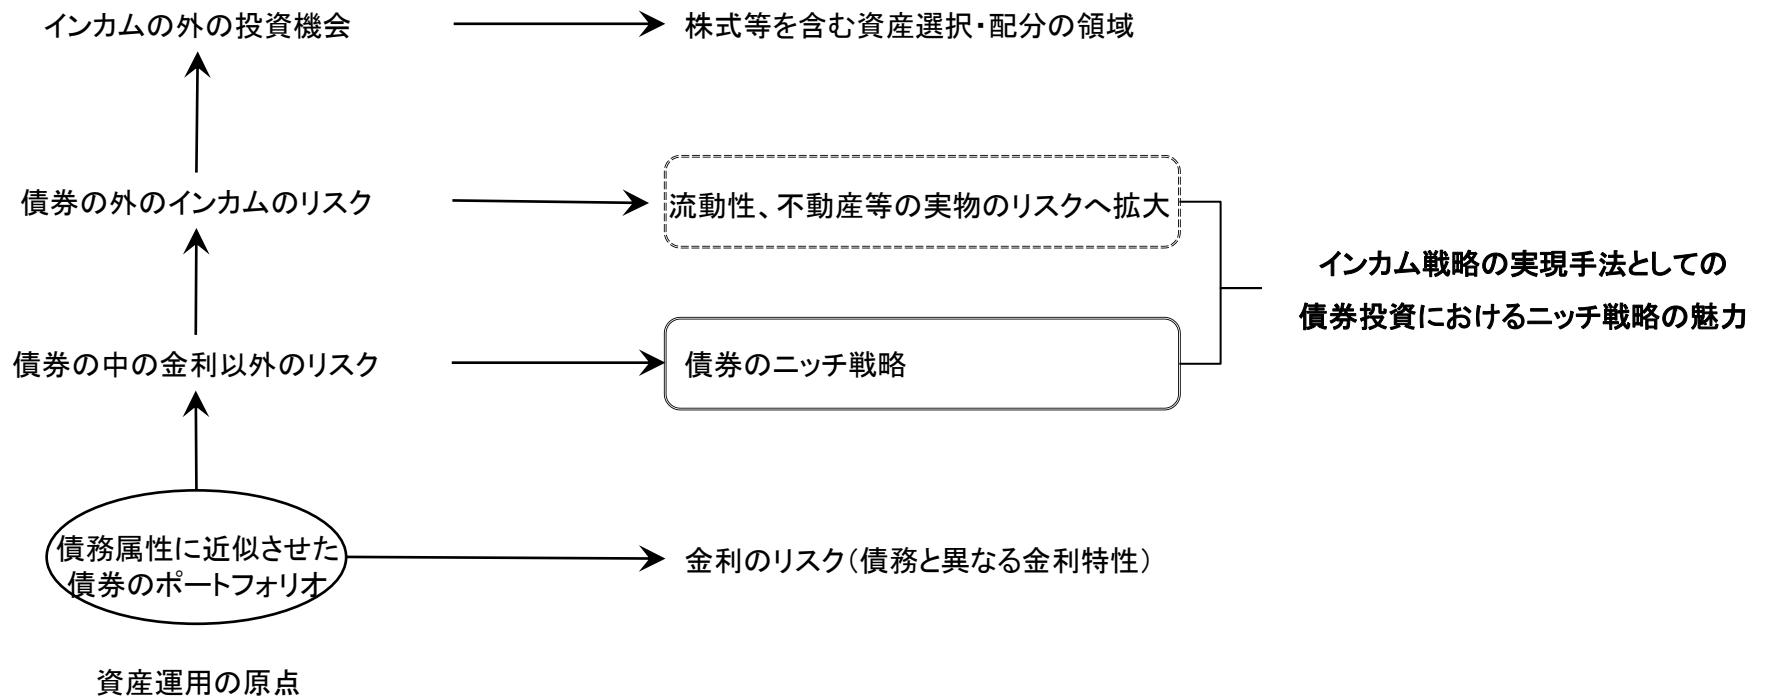 インカムの外の投資機会
株式等を含む資産選択・配分の領域
債券の外のインカムのリスク
流動性、不動産等の実物のリスクへ拡大
インカム戦略の実現手法としての
債券投資におけるニッチ戦略の魅力
債券の中の金利以外のリスク
債券のニッチ戦略
債務属性に近似させた
債券のポートフォリオ
金利のリスク（債務と異なる金利特性）
資産運用の原点